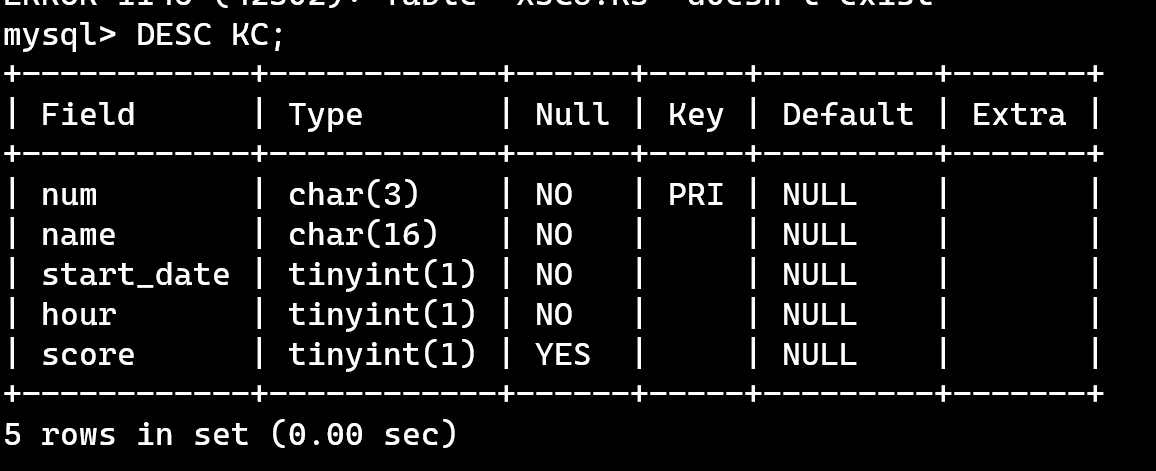 mysql> DESC KC;
+------------+------------+------+-----+---------+-------+
| Field      | Type       | Null | Key | Default | Extra |
+------------+------------+------+-----+---------+-------+
| num        | char(3)    | NO   | PRI | NULL    |       |
| name       | char(16)   | NO   |     | NULL    |       |
| start_date | tinyint(1) | NO   |     | NULL    |       |
| hour       | tinyint(1) | NO   |     | NULL    |       |
| score      | tinyint(1) | YES  |     | NULL    |       |
+------------+------------+------+-----+---------+-------+
5 rows in set (0.00 sec)